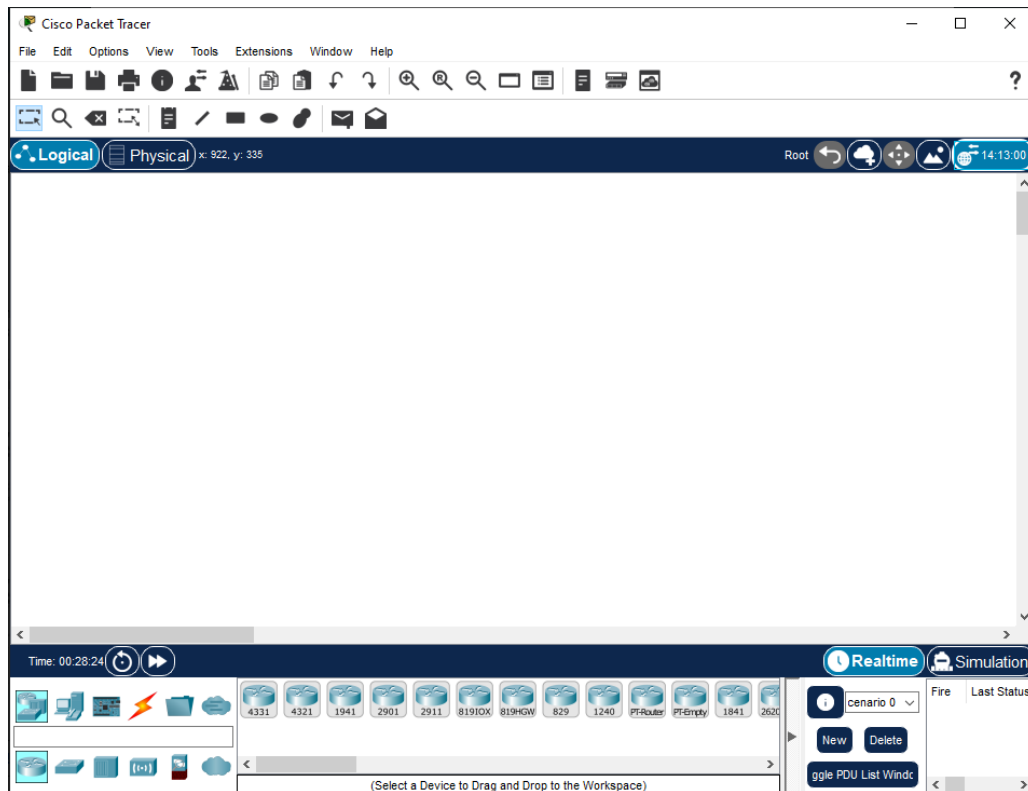 Cisco Packet Tracer
File Edit Options View Tools Extensions Window Help
?
Logical Physical x: 922, y: 335 Root 14:13:00
Time: 00:28:24 Realtime Simulation
4331 4321 1941 2901 2911 819IOX 819HGW 829 1240 PT-Router PT-Empty 1841 2620
cenario 0
Fire Last Status
New Delete
ggle PDU List Windo
(Select a Device to Drag and Drop to the Workspace)